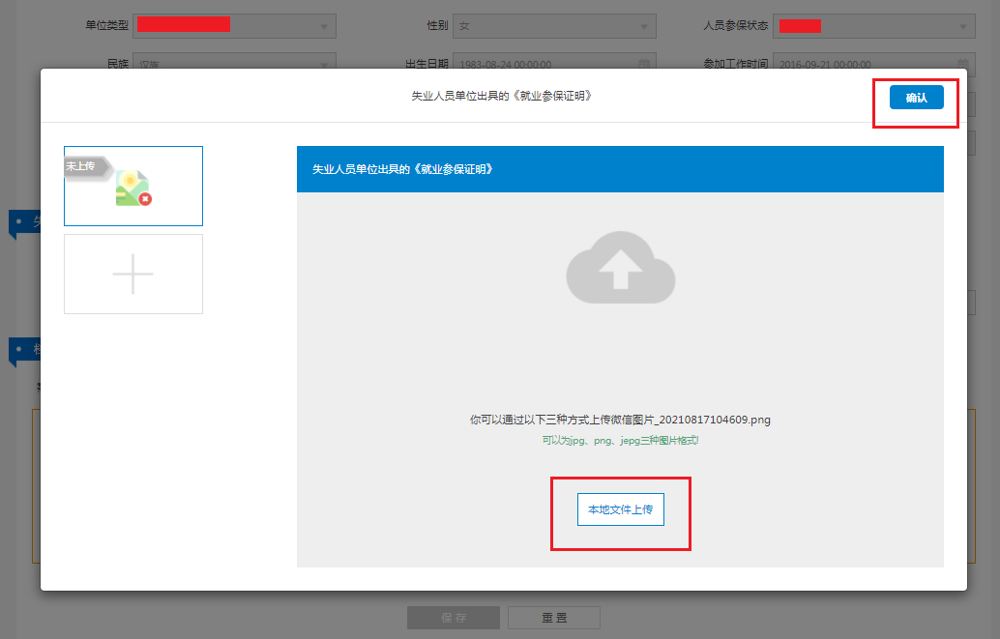 单位类型
性别 女
人员参保状态
民族 汉族
出生日期 1983-08-24 00:00:00
参加工作时间 2016-09-21 00:00:00
失业人员单位出具的《就业参保证明》
确认
未上传
失业人员单位出具的《就业参保证明》
你可以通过以下三种方式上传微信图片_20210817104609.png
可以为jpg、png、jepg三种图片格式!
本地文件上传
保 存
重 置